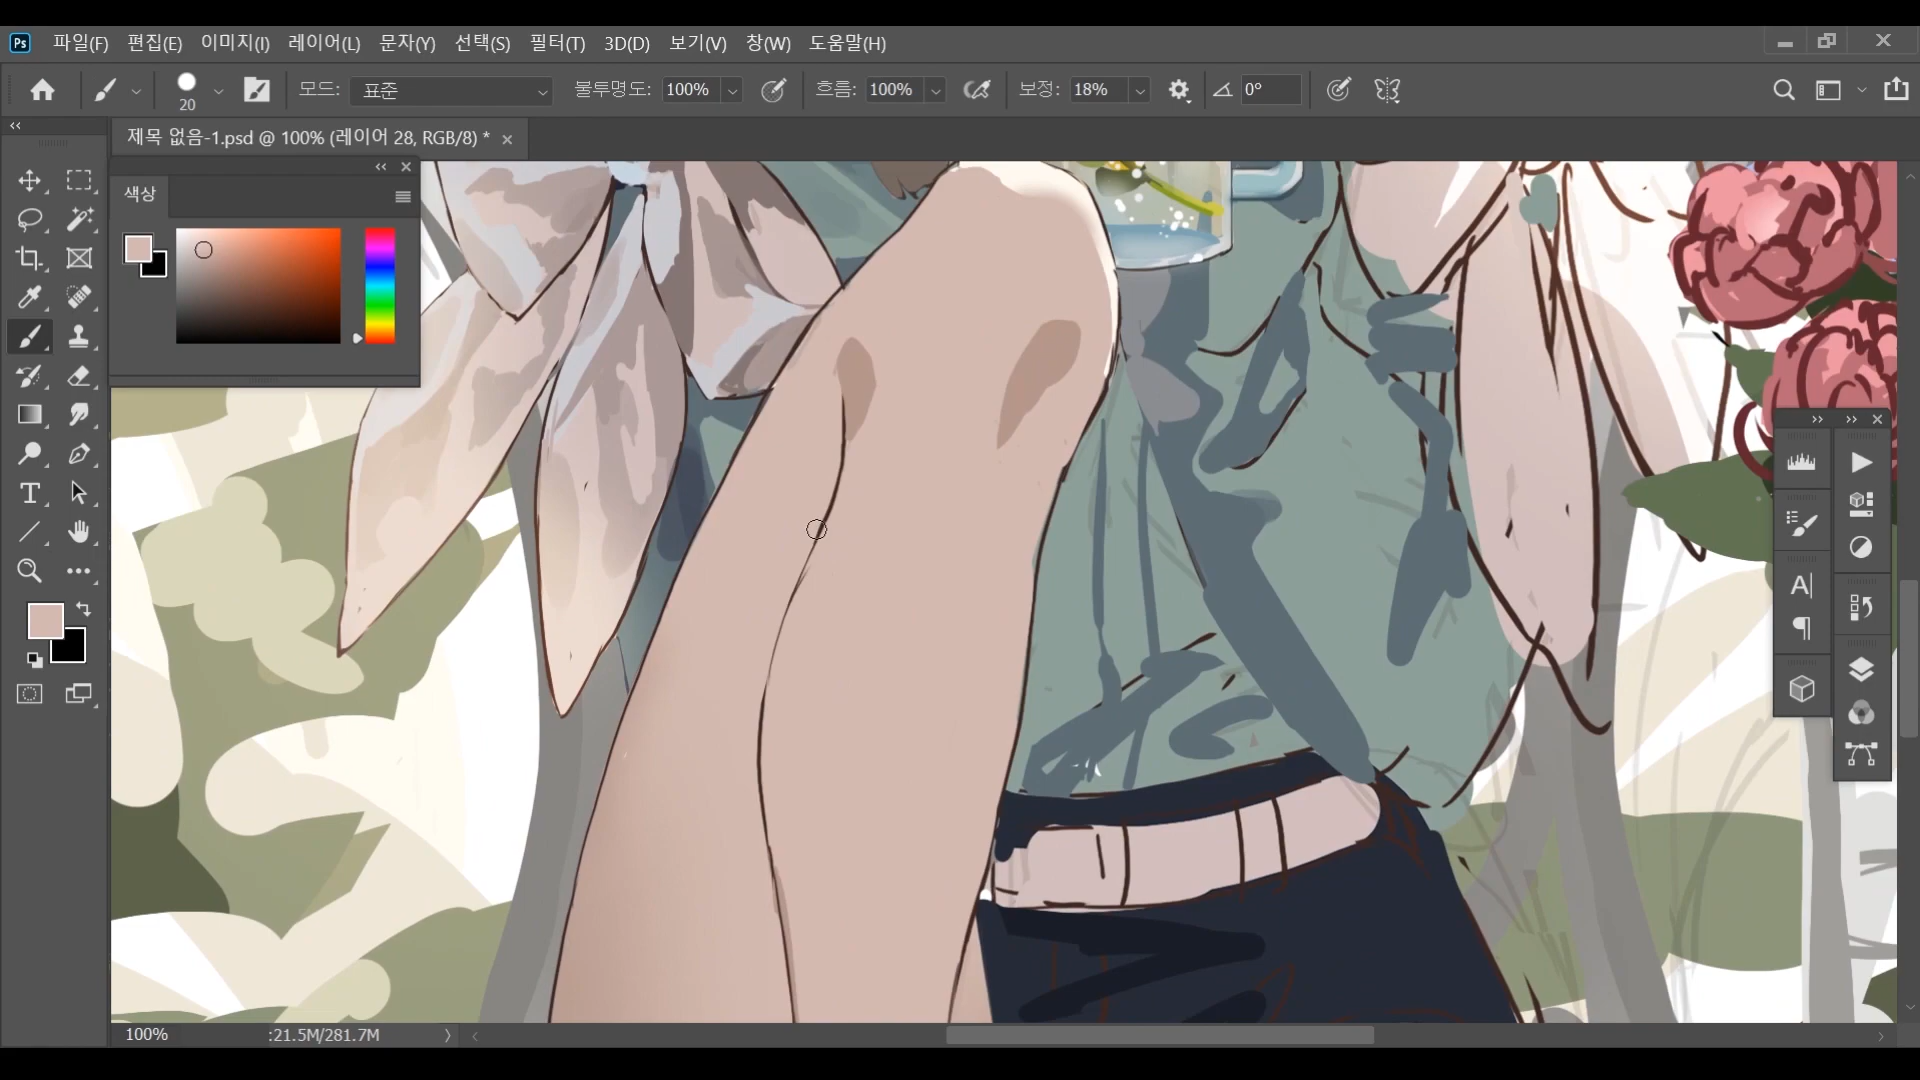 Ps 파일(F) 편집(E) 이미지(I) 레이어(L) 문자(Y) 선택(S) 필터(T) 3D(D) 보기(V) 창(W) 도움말(H)
20 모드: 표준 불투명도: 100% 흐름: 100% 보정: 18% 0°
제목 없음-1.psd @ 100% (레이어 28, RGB/8) *
색상
100% :21.5M/281.7M